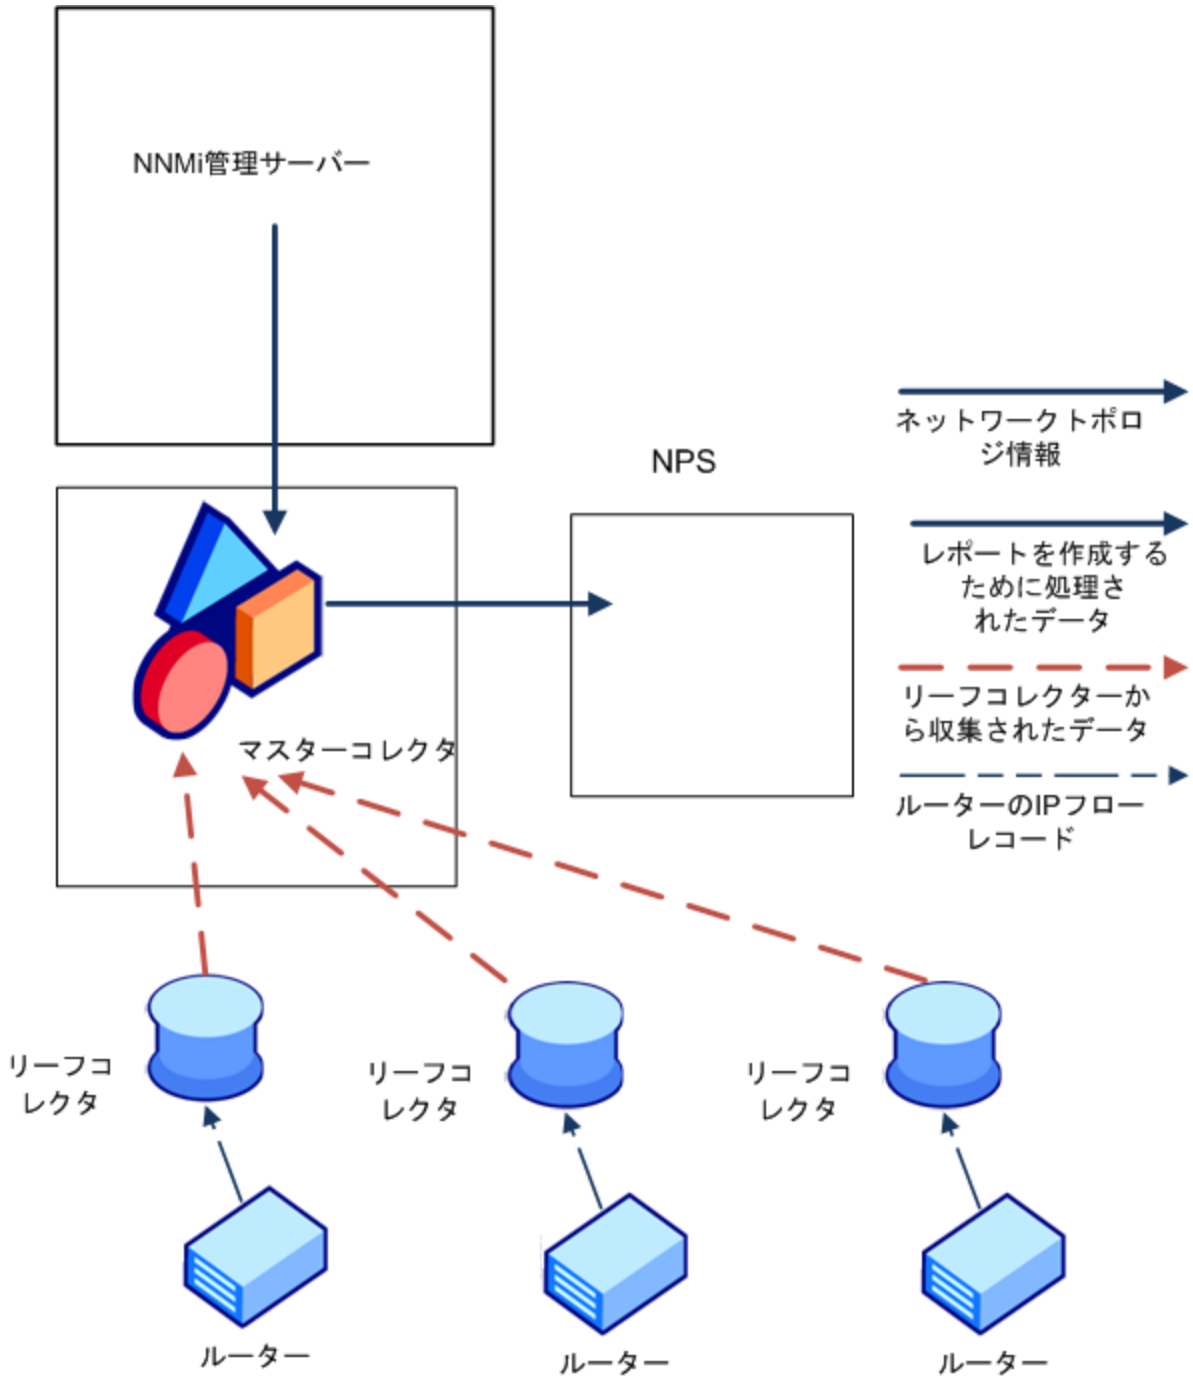 NNMi管理サーバー
NPS
ネットワークトポロ
ジ情報
レポートを作成する
ために処理さ
れたデータ
リーフコレクターか
ら収集されたデータ
ルーターのIPフロー
レコード
マスターコレクタ
リーフコ
レクタ
リーフコ
レクタ
リーフコ
レクタ
ルーター
ルーター
ルーター